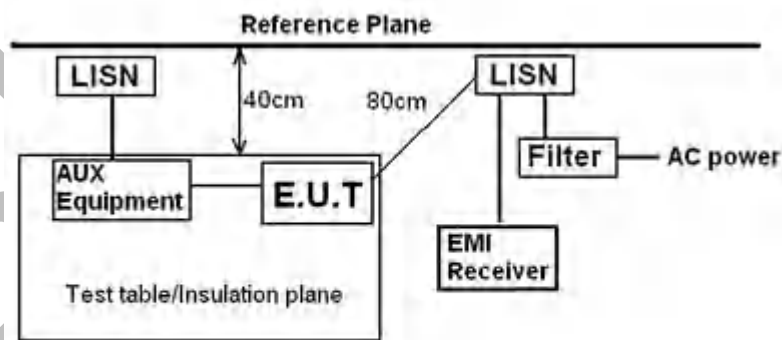 Reference Plane
LISN
40cm
80cm
LISN
Filter
AC power
AUX
Equipment
E.U.T
EMI
Receiver
Test table/Insulation plane